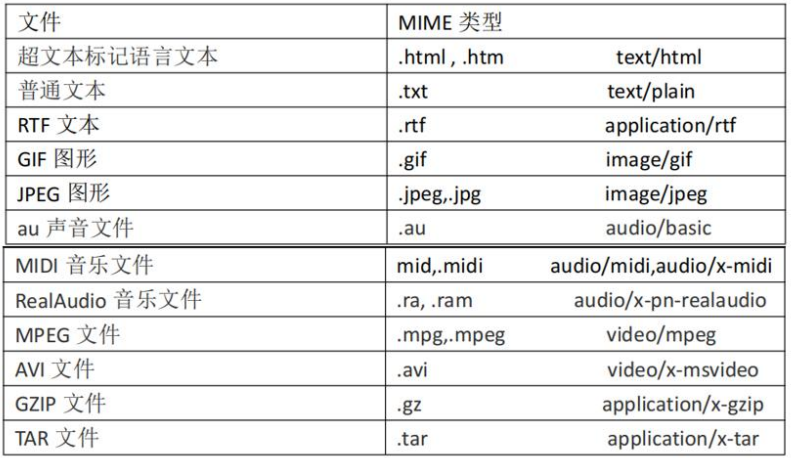 文件 MIME 类型
超文本标记语言文本 .html , .htm text/html
普通文本 .txt text/plain
RTF 文本 .rtf application/rtf
GIF 图形 .gif image/gif
JPEG 图形 .jpeg,.jpg image/jpeg
au 声音文件 .au audio/basic
MIDI 音乐文件 mid,.midi audio/midi,audio/x-midi
RealAudio 音乐文件 .ra, .ram audio/x-pn-realaudio
MPEG 文件 .mpg,.mpeg video/mpeg
AVI 文件 .avi video/x-msvideo
GZIP 文件 .gz application/x-gzip
TAR 文件 .tar application/x-tar